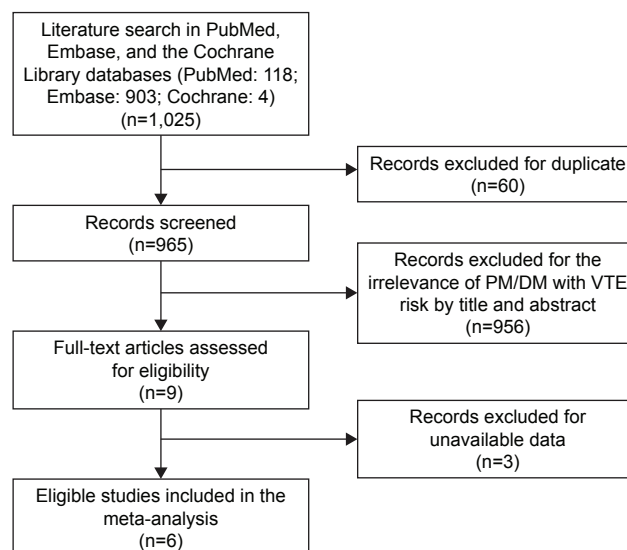 Literature search in PubMed,
Embase, and the Cochrane
Library databases (PubMed: 118;
Embase: 903; Cochrane: 4)
(n=1,025)
Records excluded for duplicate
(n=60)
Records screened
(n=965)
Records excluded for the
irrelevance of PM/DM with VTE
risk by title and abstract
(n=956)
Full-text articles assessed
for eligibility
(n=9)
Records excluded for
unavailable data
(n=3)
Eligible studies included in the
meta-analysis
(n=6)